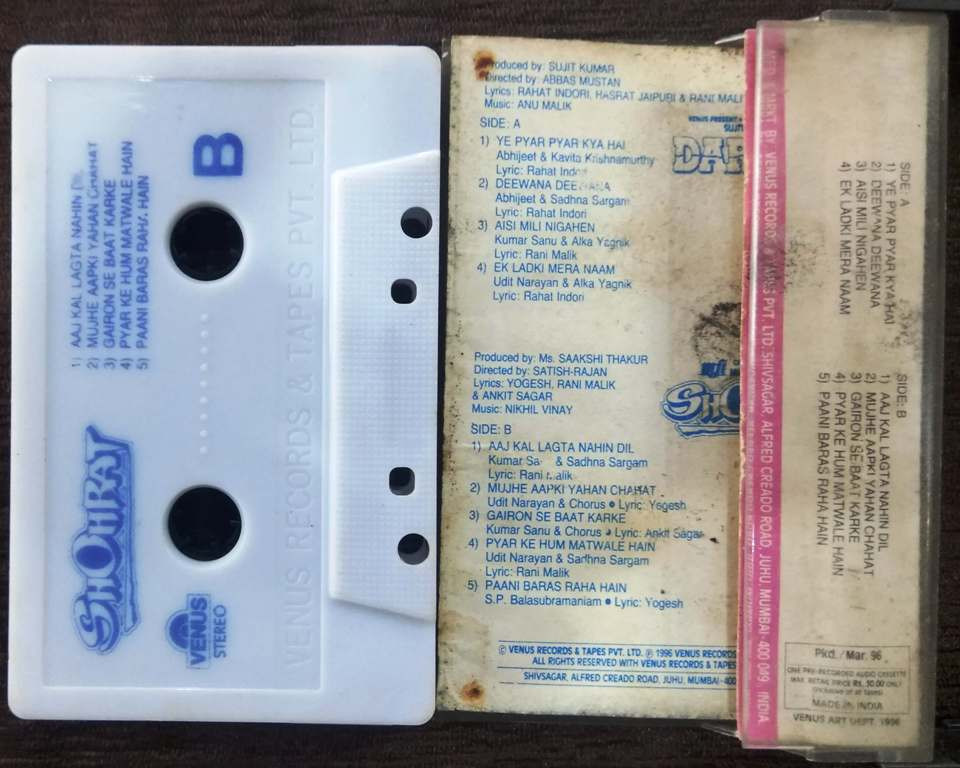 B
1) AAJ KAL LAGTA NAHIN DIL
2) MUJHE AAPKI YAHAN CHAHAT
3) GAIRON SE BAAT KARKE
4) PYAR KE HUM MATWALE HAIN
5) PAANI BARAS RAHA HAIN
SHOHRAT
VENUS
STEREO
VENUS RECORDS & TAPES PVT. LTD.
Produced by: SUJIT KUMAR
Directed by: ABBAS MUSTAN
Lyrics: RAHAT INDORI, HASRAT JAIPURI & RANI MALI
Music: ANU MALIK
SIDE: A
1) YE PYAR PYAR KYA HAI
Abhijeet & Kavita Krishnamurthy
Lyric: Rahat Indori
2) DEEWANA DEEWANA
Abhijeet & Sadhna Sargam
Lyric: Rahat Indori
3) AISI MILI NIGAHEN
Kumar Sanu & Alka Yagnik
Lyric: Rani Malik
4) EK LADKI MERA NAAM
Udit Narayan & Alka Yagnik
Lyric: Rahat Indori
VENUS PRESENT
SUJIT
DA
Produced by: Ms. SAAKSHI THAKUR
Directed by: SATISH-RAJAN
Lyrics: YOGESH, RANI MALIK
& ANKIT SAGAR
Music: NIKHIL VINAY
SHO
SIDE: B
1) AAJ KAL LAGTA NAHIN DIL
Kumar Sa & Sadhna Sargam
Lyric: Rani Malik
2) MUJHE AAPKI YAHAN CHAHAT
Udit Narayan & Chorus • Lyric: Yogesh
3) GAIRON SE BAAT KARKE
Kumar Sanu & Chorus • Lyric: Ankit Sagar
4) PYAR KE HUM MATWALE HAIN
Udit Narayan & Sadhna Sargam
Lyric: Rani Malik
5) PAANI BARAS RAHA HAIN
S.P. Balasubramaniam • Lyric: Yogesh
© VENUS RECORDS & TAPES PVT. LTD. ℗ 1996 VENUS RECORDS
ALL RIGHTS RESERVED WITH VENUS RECORDS & TAPES
SHIVSAGAR, ALFRED CREADO ROAD, JUHU, MUMBAI-400
MFD. & MARKT. BY: VENUS RECORDS & TAPES PVT. LTD. SHIVSAGAR, ALFRED CREADO ROAD, JUHU, MUMBAI-400 049 INDIA
SIDE: A
1) YE PYAR PYAR KYA HAI
2) DEEWANA DEEWANA
3) AISI MILI NIGAHEN
4) EK LADKI MERA NAAM
SIDE: B
1) AAJ KAL LAGTA NAHIN DIL
2) MUJHE AAPKI YAHAN CHAHAT
3) GAIRON SE BAAT KARKE
4) PYAR KE HUM MATWALE HAIN
5) PAANI BARAS RAHA HAIN
Pkd./Mar. 96
ONE PRE-RECORDED AUDIO CASSETTE
MAX. RETAIL PRICE Rs. 30.00 ONLY
(Inclusive of all taxes)
MADE IN INDIA
VENUS ART DEPT. 1996